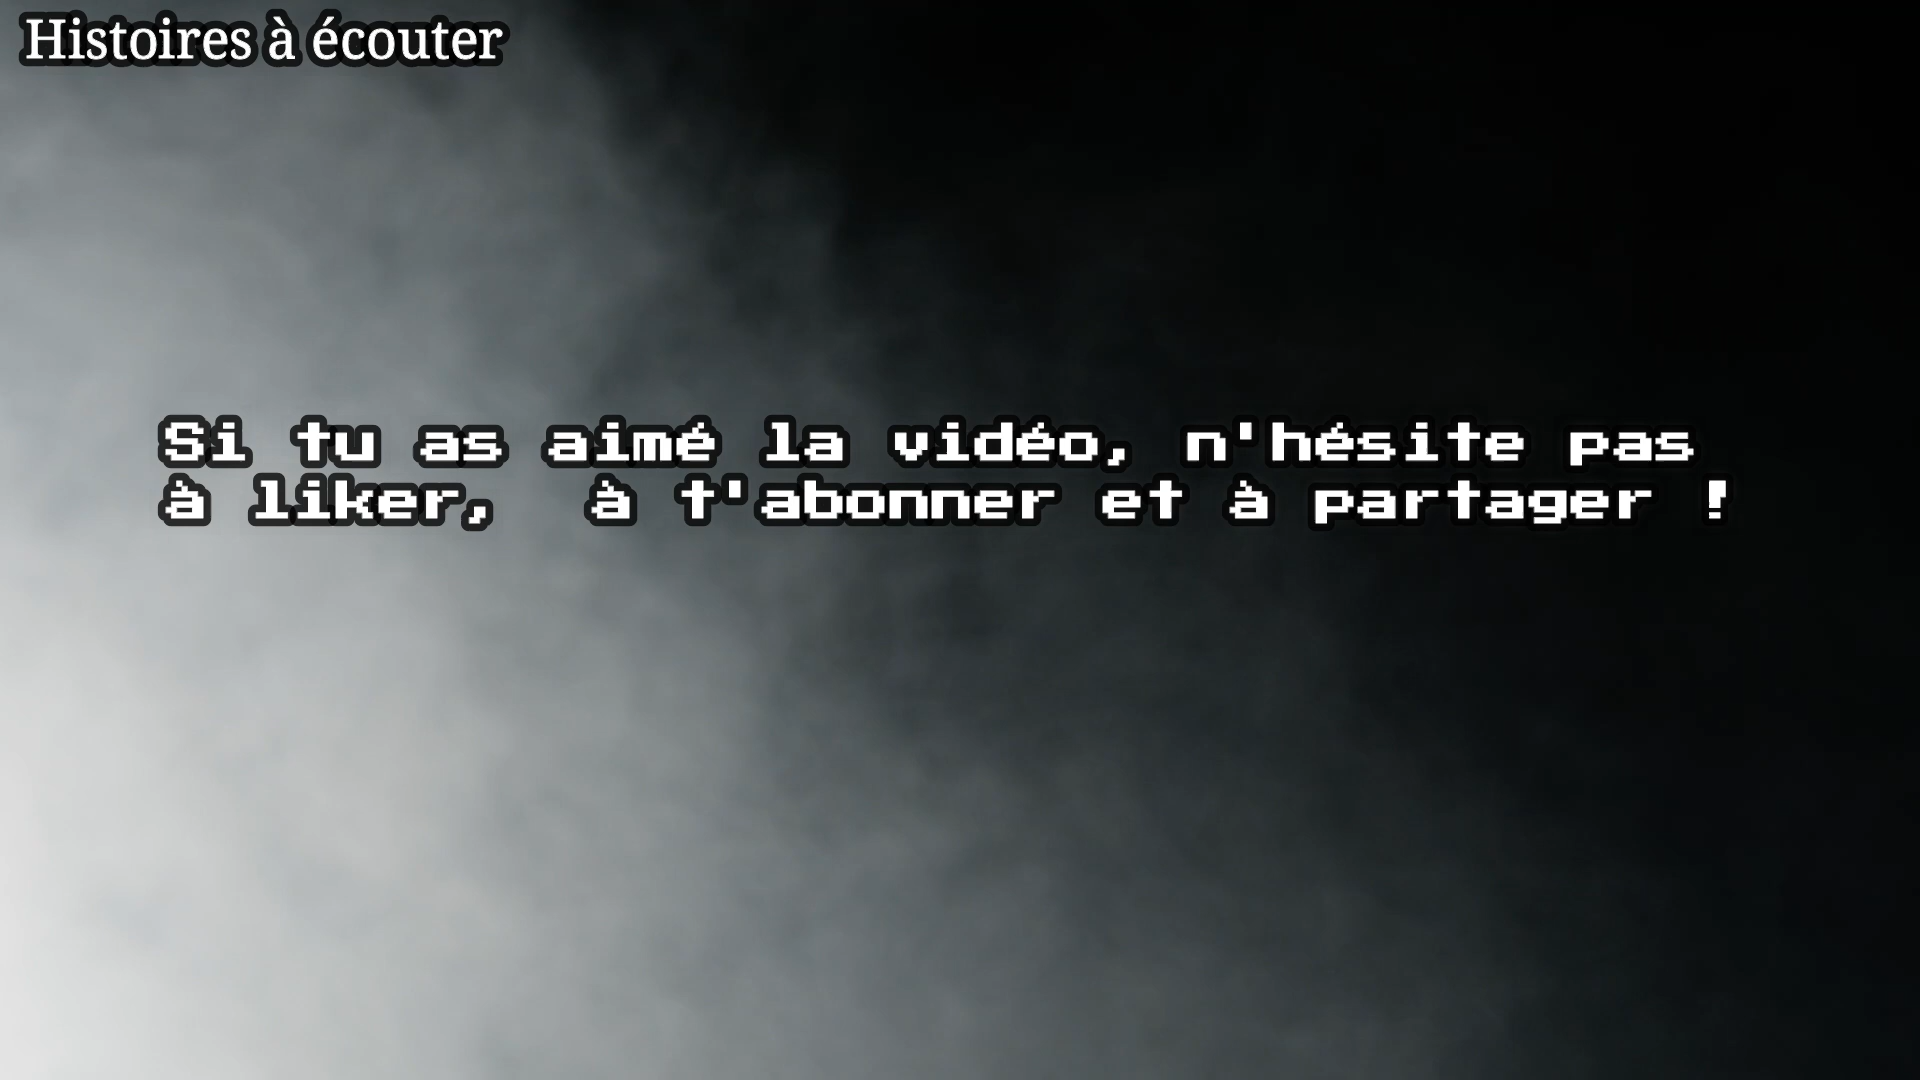 Histoires à écouter
Si tu as aimé la vidéo, n'hésite pas
à liker,  à t'abonner et à partager !